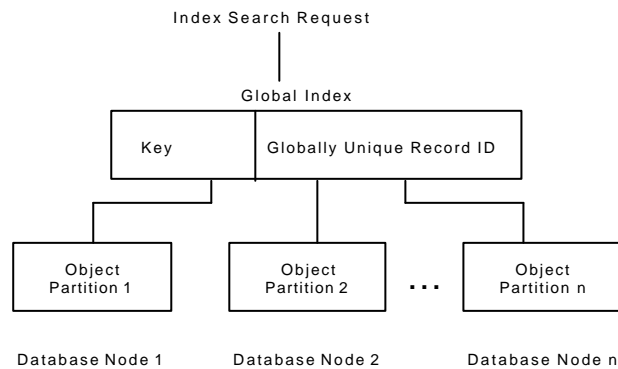 Index Search Request
Global Index
Key
Globally Unique Record ID
Object
Partition 1
Object
Partition 2
...
Object
Partition n
Database Node 1
Database Node 2
Database Node n